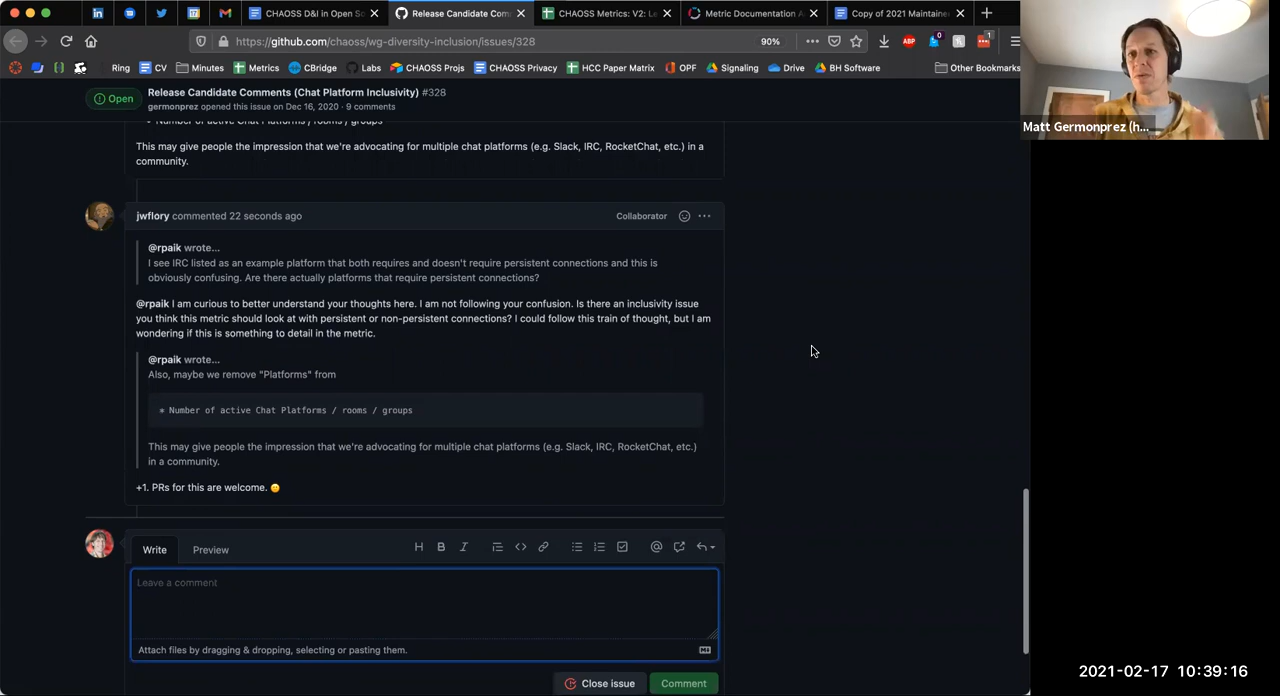 CHAOSS D&I in Open So
Release Candidate Com
CHAOSS Metrics: V2: Le
Metric Documentation A
Copy of 2021 Maintaine
https://github.com/chaoss/wg-diversity-inclusion/issues/328
90%
ABP
0
1
Ring
CV
Minutes
Metrics
CBridge
Labs
CHAOSS Projs
CHAOSS Privacy
HCC Paper Matrix
OPF
Signaling
Drive
BH Software
Other Bookmarks
Matt Germonprez (h...
Open
Release Candidate Comments (Chat Platform Inclusivity) #328
germonprez opened this issue on Dec 16, 2020 · 9 comments
Number of active Chat Platforms / rooms / groups
This may give people the impression that we're advocating for multiple chat platforms (e.g. Slack, IRC, RocketChat, etc.) in a
community.
jwflory commented 22 seconds ago
Collaborator
@rpaik wrote...
I see IRC listed as an example platform that both requires and doesn't require persistent connections and this is
obviously confusing. Are there actually platforms that require persistent connections?
@rpaik I am curious to better understand your thoughts here. I am not following your confusion. Is there an inclusivity issue
you think this metric should look at with persistent or non-persistent connections? I could follow this train of thought, but I am
wondering if this is something to detail in the metric.
@rpaik wrote...
Also, maybe we remove "Platforms" from
* Number of active Chat Platforms / rooms / groups
This may give people the impression that we're advocating for multiple chat platforms (e.g. Slack, IRC, RocketChat, etc.)
in a community.
+1. PRs for this are welcome. 🙂
Write
Preview
Leave a comment
Attach files by dragging & dropping, selecting or pasting them.
Close issue
Comment
2021-02-17 10:39:16